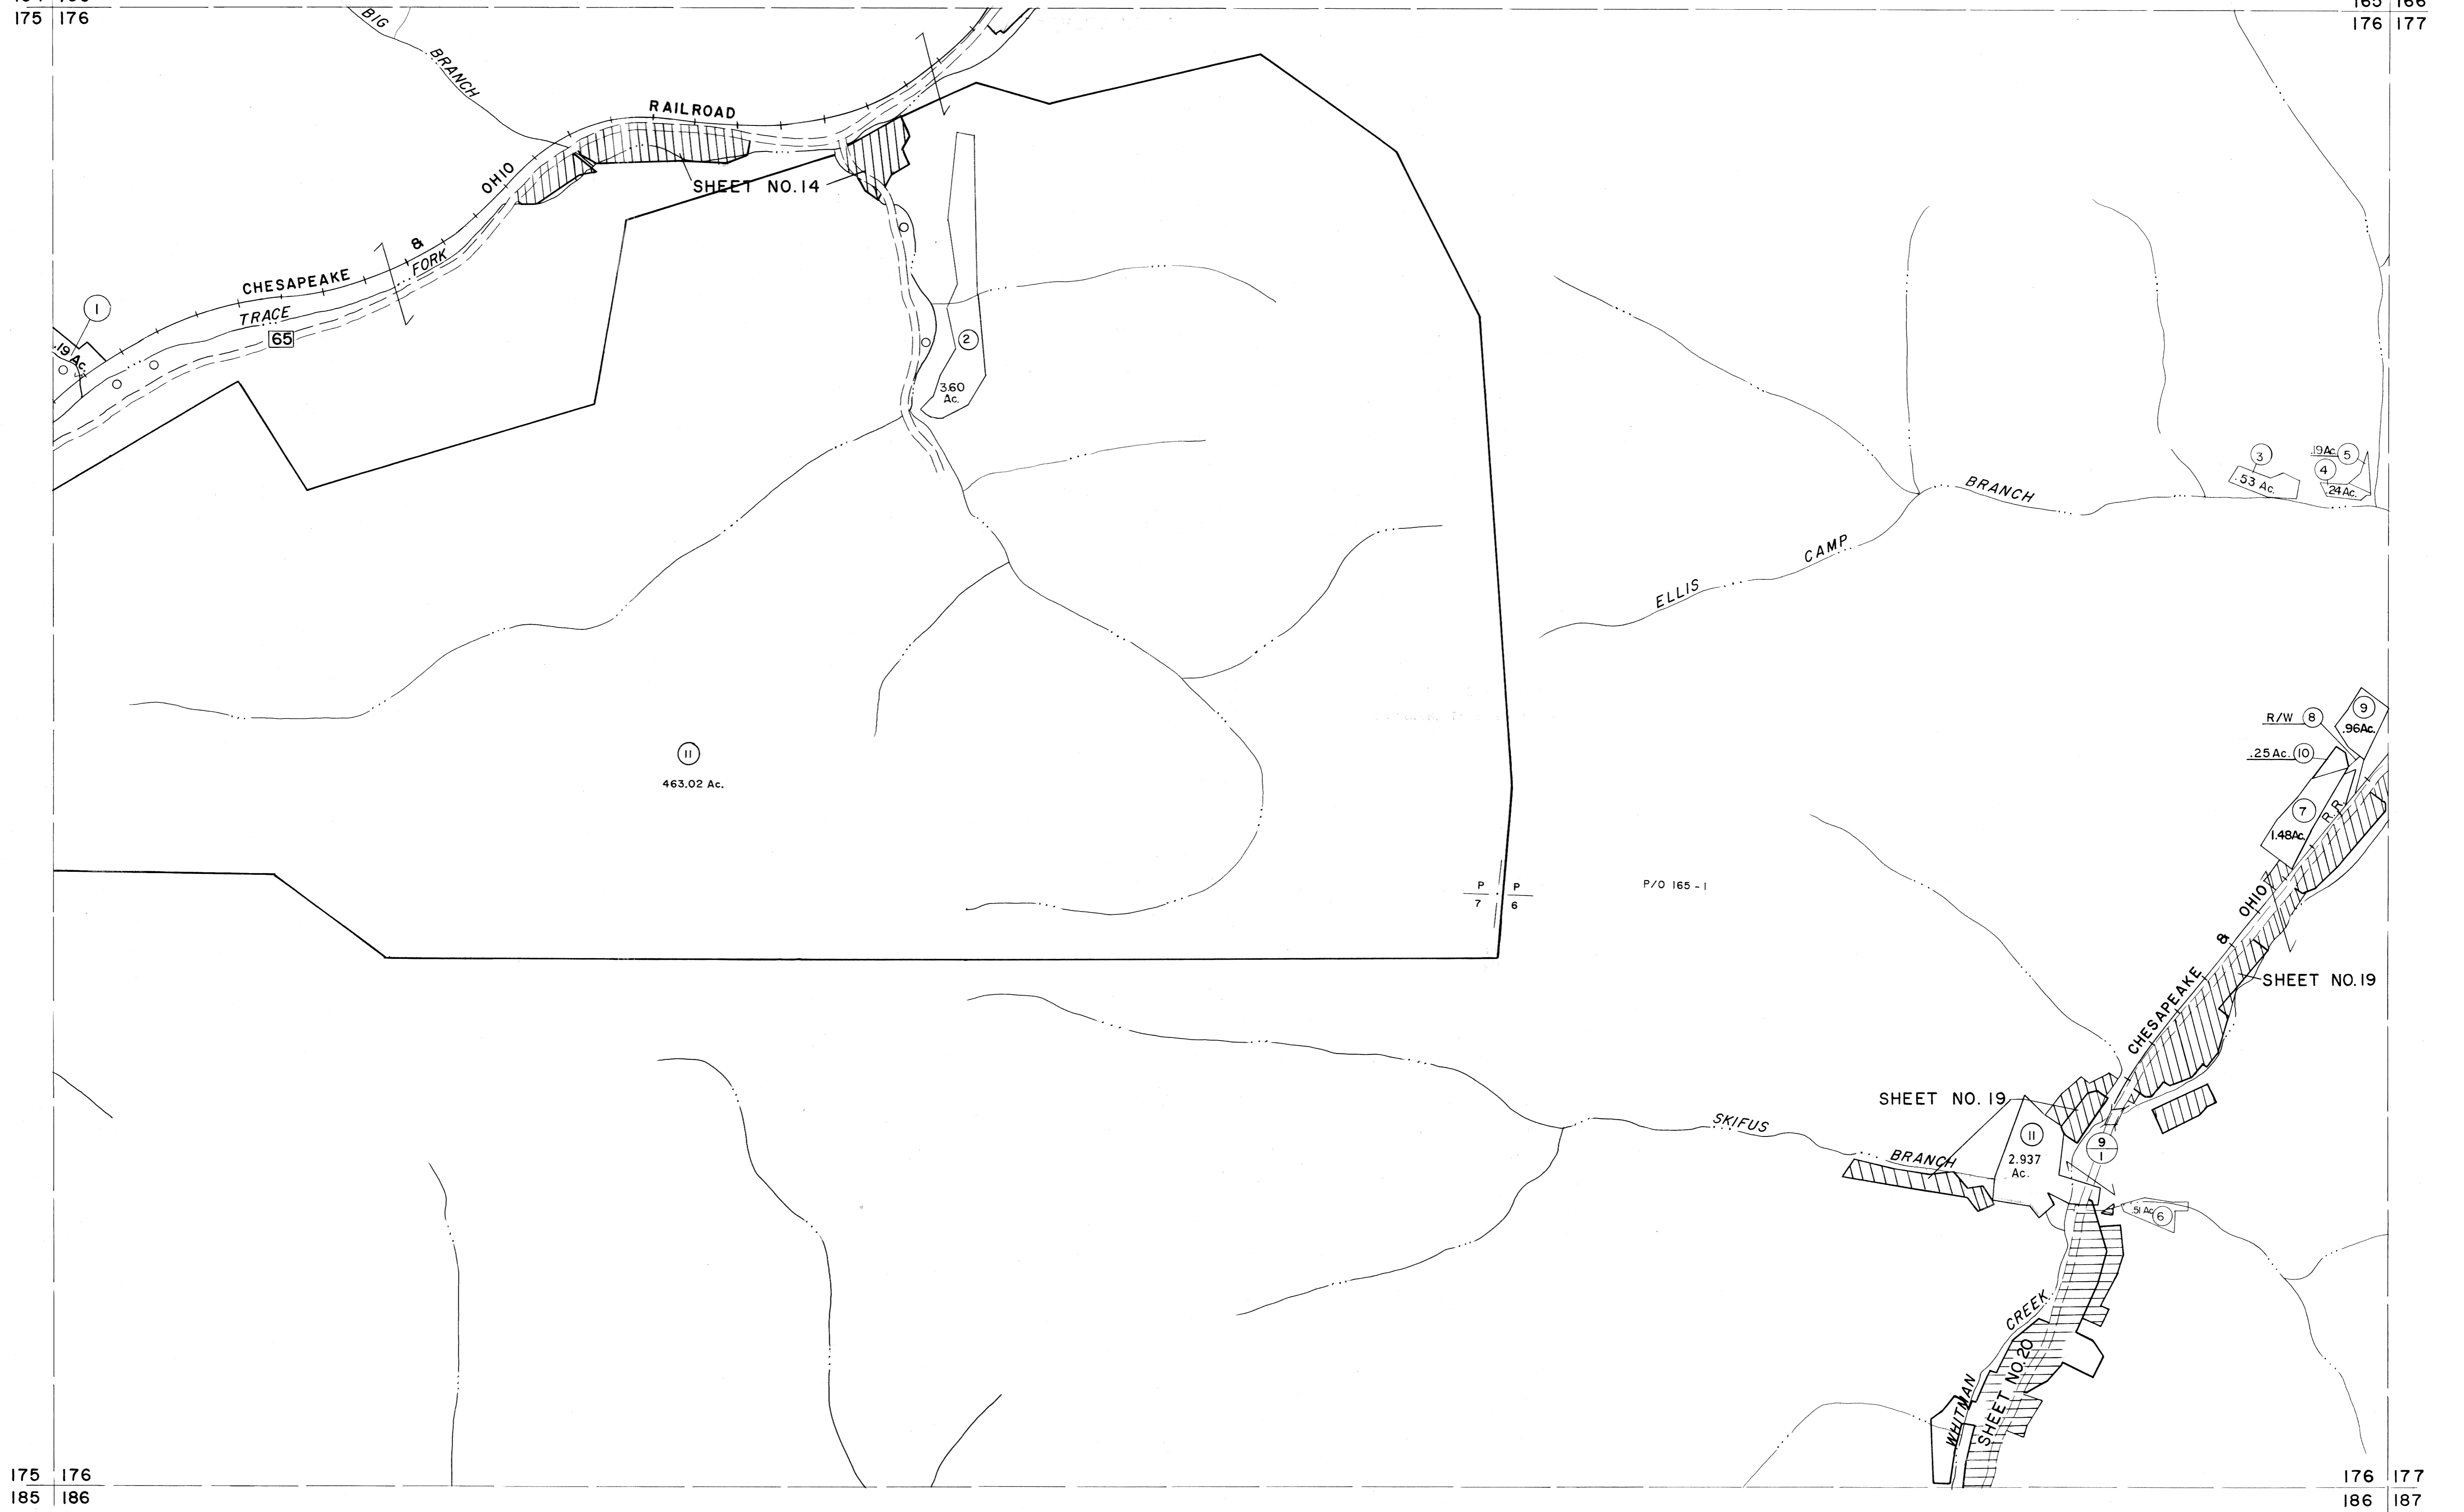 175 176
176 177
BIG
BRANCH
RAILROAD
OHIO
SHEET NO.14
&
FORK
CHESAPEAKE
TRACE
65
1
.19 Ac.
2
3.60
Ac.
3
.53 Ac.
.19Ac. 5
4
.24Ac.
BRANCH
CAMP
ELLIS
9
.96Ac.
R/W 8
.25Ac. 10
7
1.48Ac.
R.R.
11
463.02 Ac.
P P
7 6
P/O 165-1
OHIO
&
CHESAPEAKE
SHEET NO.19
SHEET NO. 19
SKIFUS
BRANCH
11
2.937
Ac.
9
1
.51 Ac. 6
CREEK
WHITMAN
SHEET NO.20
175 176
185 186
176 177
186 187